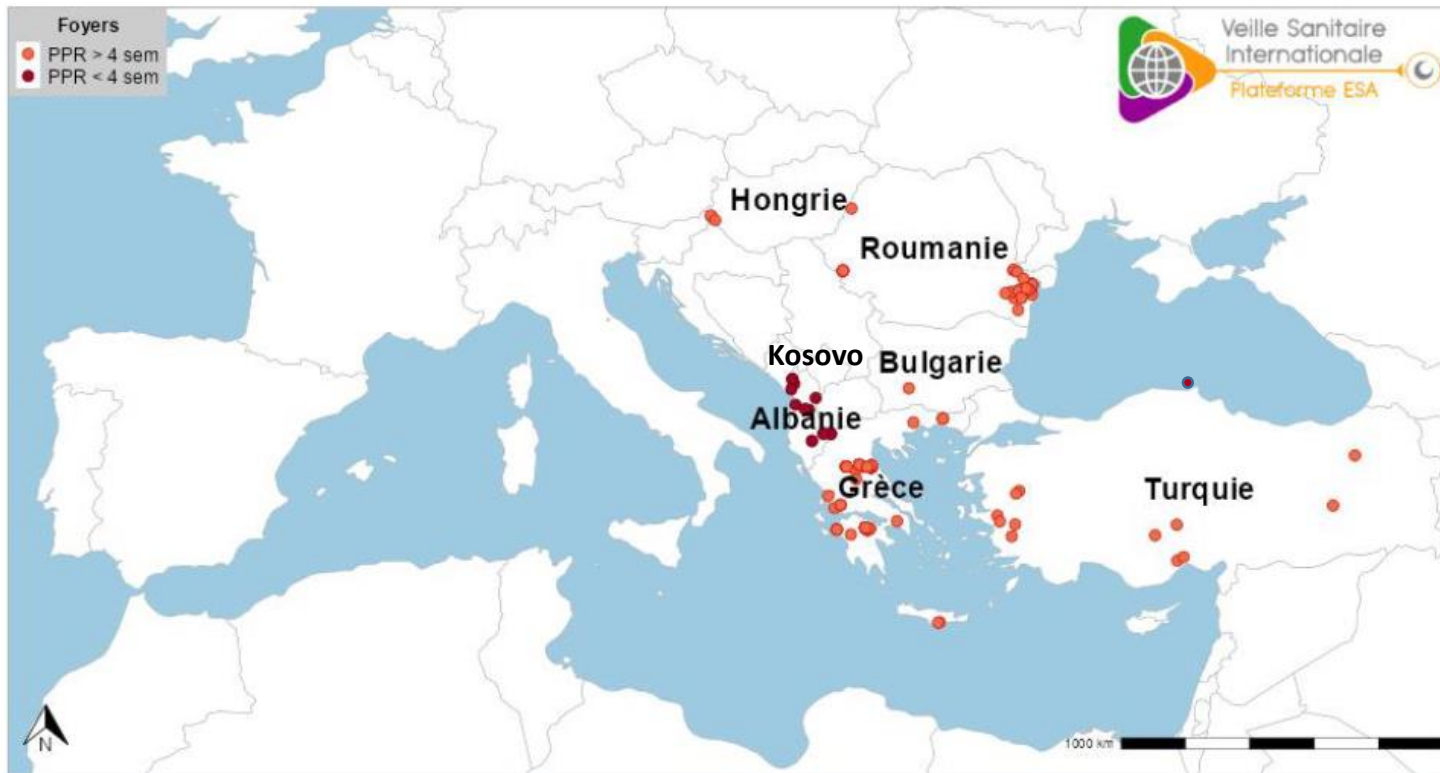 Foyers
PPR > 4 sem
PPR < 4 sem
Veille Sanitaire
Internationale
Plateforme ESA
Hongrie
Roumanie
Kosovo
Bulgarie
Albanie
Grèce
Turquie
N
1000 km